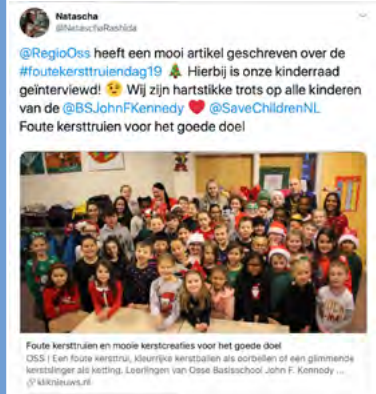 Natascha
@NataschaRashida
@RegioOss heeft een mooi artikel geschreven over de
#foutekersttruiendag19 🎄 Hierbij is onze kinderraad
geïnterviewd! 😉 Wij zijn hartstikke trots op alle kinderen
van de @BSJohnFKennedy ❤️ @SaveChildrenNL
Foute kersttruien voor het goede doel
Foute kersttruien en mooie kerstcreaties voor het goede doel
OSS | Een foute kersttrui, kleurrijke kerstballen als oorbellen of een glimmende
kerstslinger als ketting. Leerlingen van Osse Basisschool John F. Kennedy ...
kliknieuws.nl